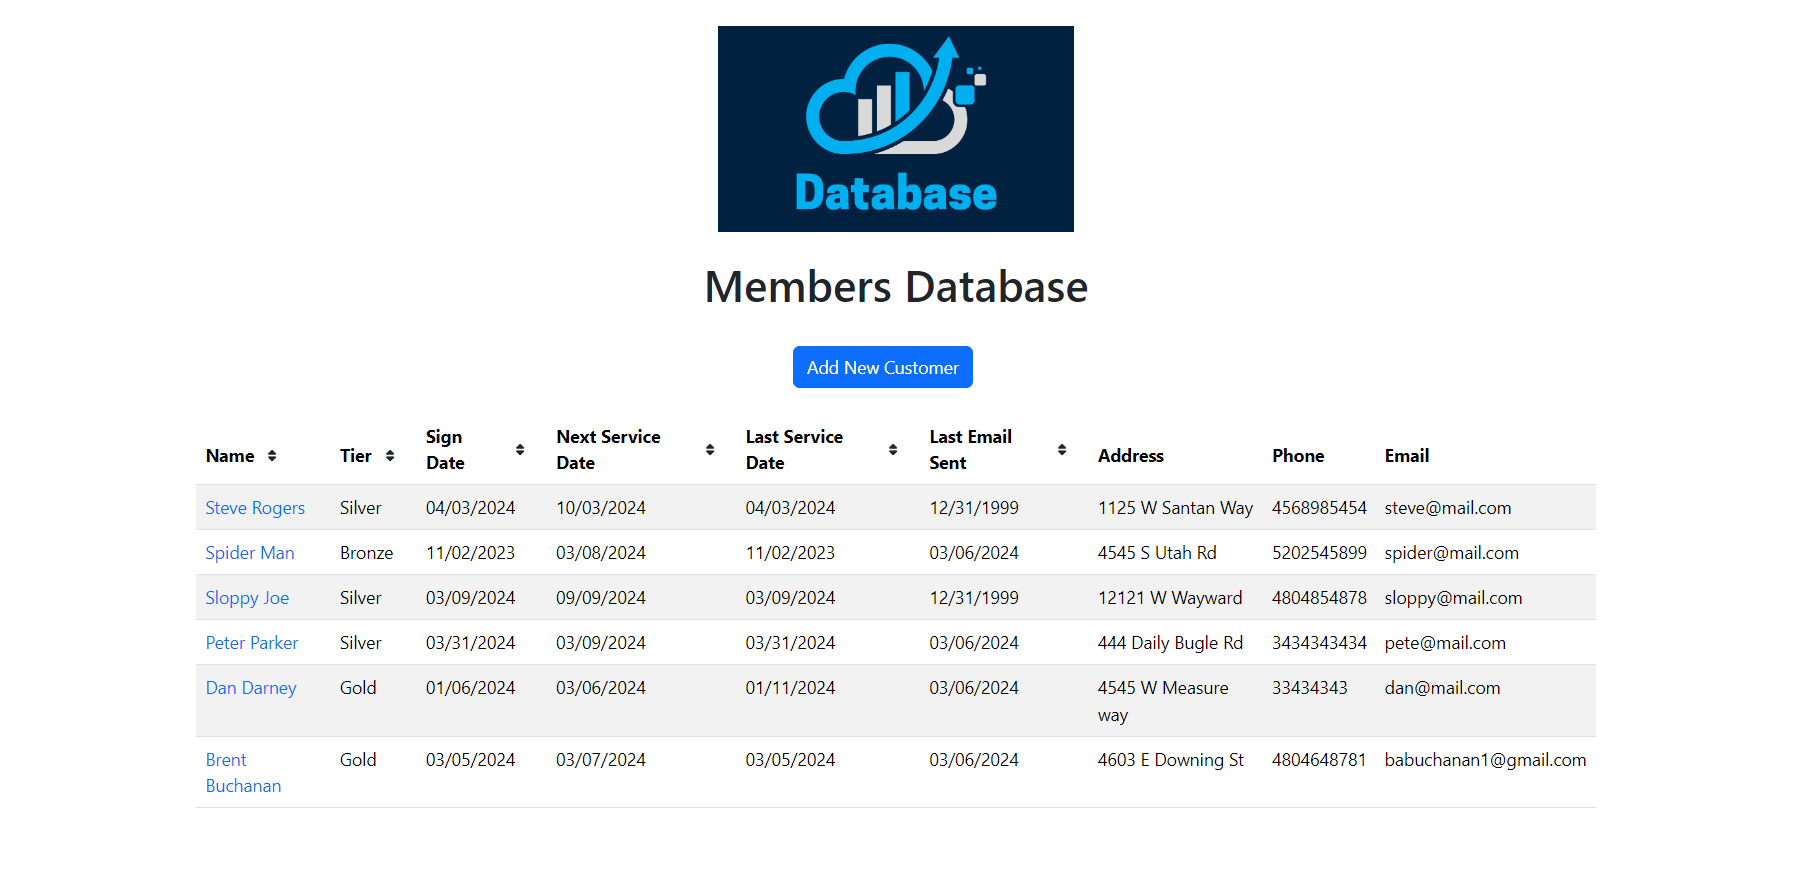 Database
Members Database
Add New Customer
Name Tier Sign Date Next Service Date Last Service Date Last Email Sent Address Phone Email
Steve Rogers Silver 04/03/2024 10/03/2024 04/03/2024 12/31/1999 1125 W Santan Way 4568985454 steve@mail.com
Spider Man Bronze 11/02/2023 03/08/2024 11/02/2023 03/06/2024 4545 S Utah Rd 5202545899 spider@mail.com
Sloppy Joe Silver 03/09/2024 09/09/2024 03/09/2024 12/31/1999 12121 W Wayward 4804854878 sloppy@mail.com
Peter Parker Silver 03/31/2024 03/09/2024 03/31/2024 03/06/2024 444 Daily Bugle Rd 3434343434 pete@mail.com
Dan Darney Gold 01/06/2024 03/06/2024 01/11/2024 03/06/2024 4545 W Measure way 33434343 dan@mail.com
Brent Buchanan Gold 03/05/2024 03/07/2024 03/05/2024 03/06/2024 4603 E Downing St 4804648781 babuchanan1@gmail.com